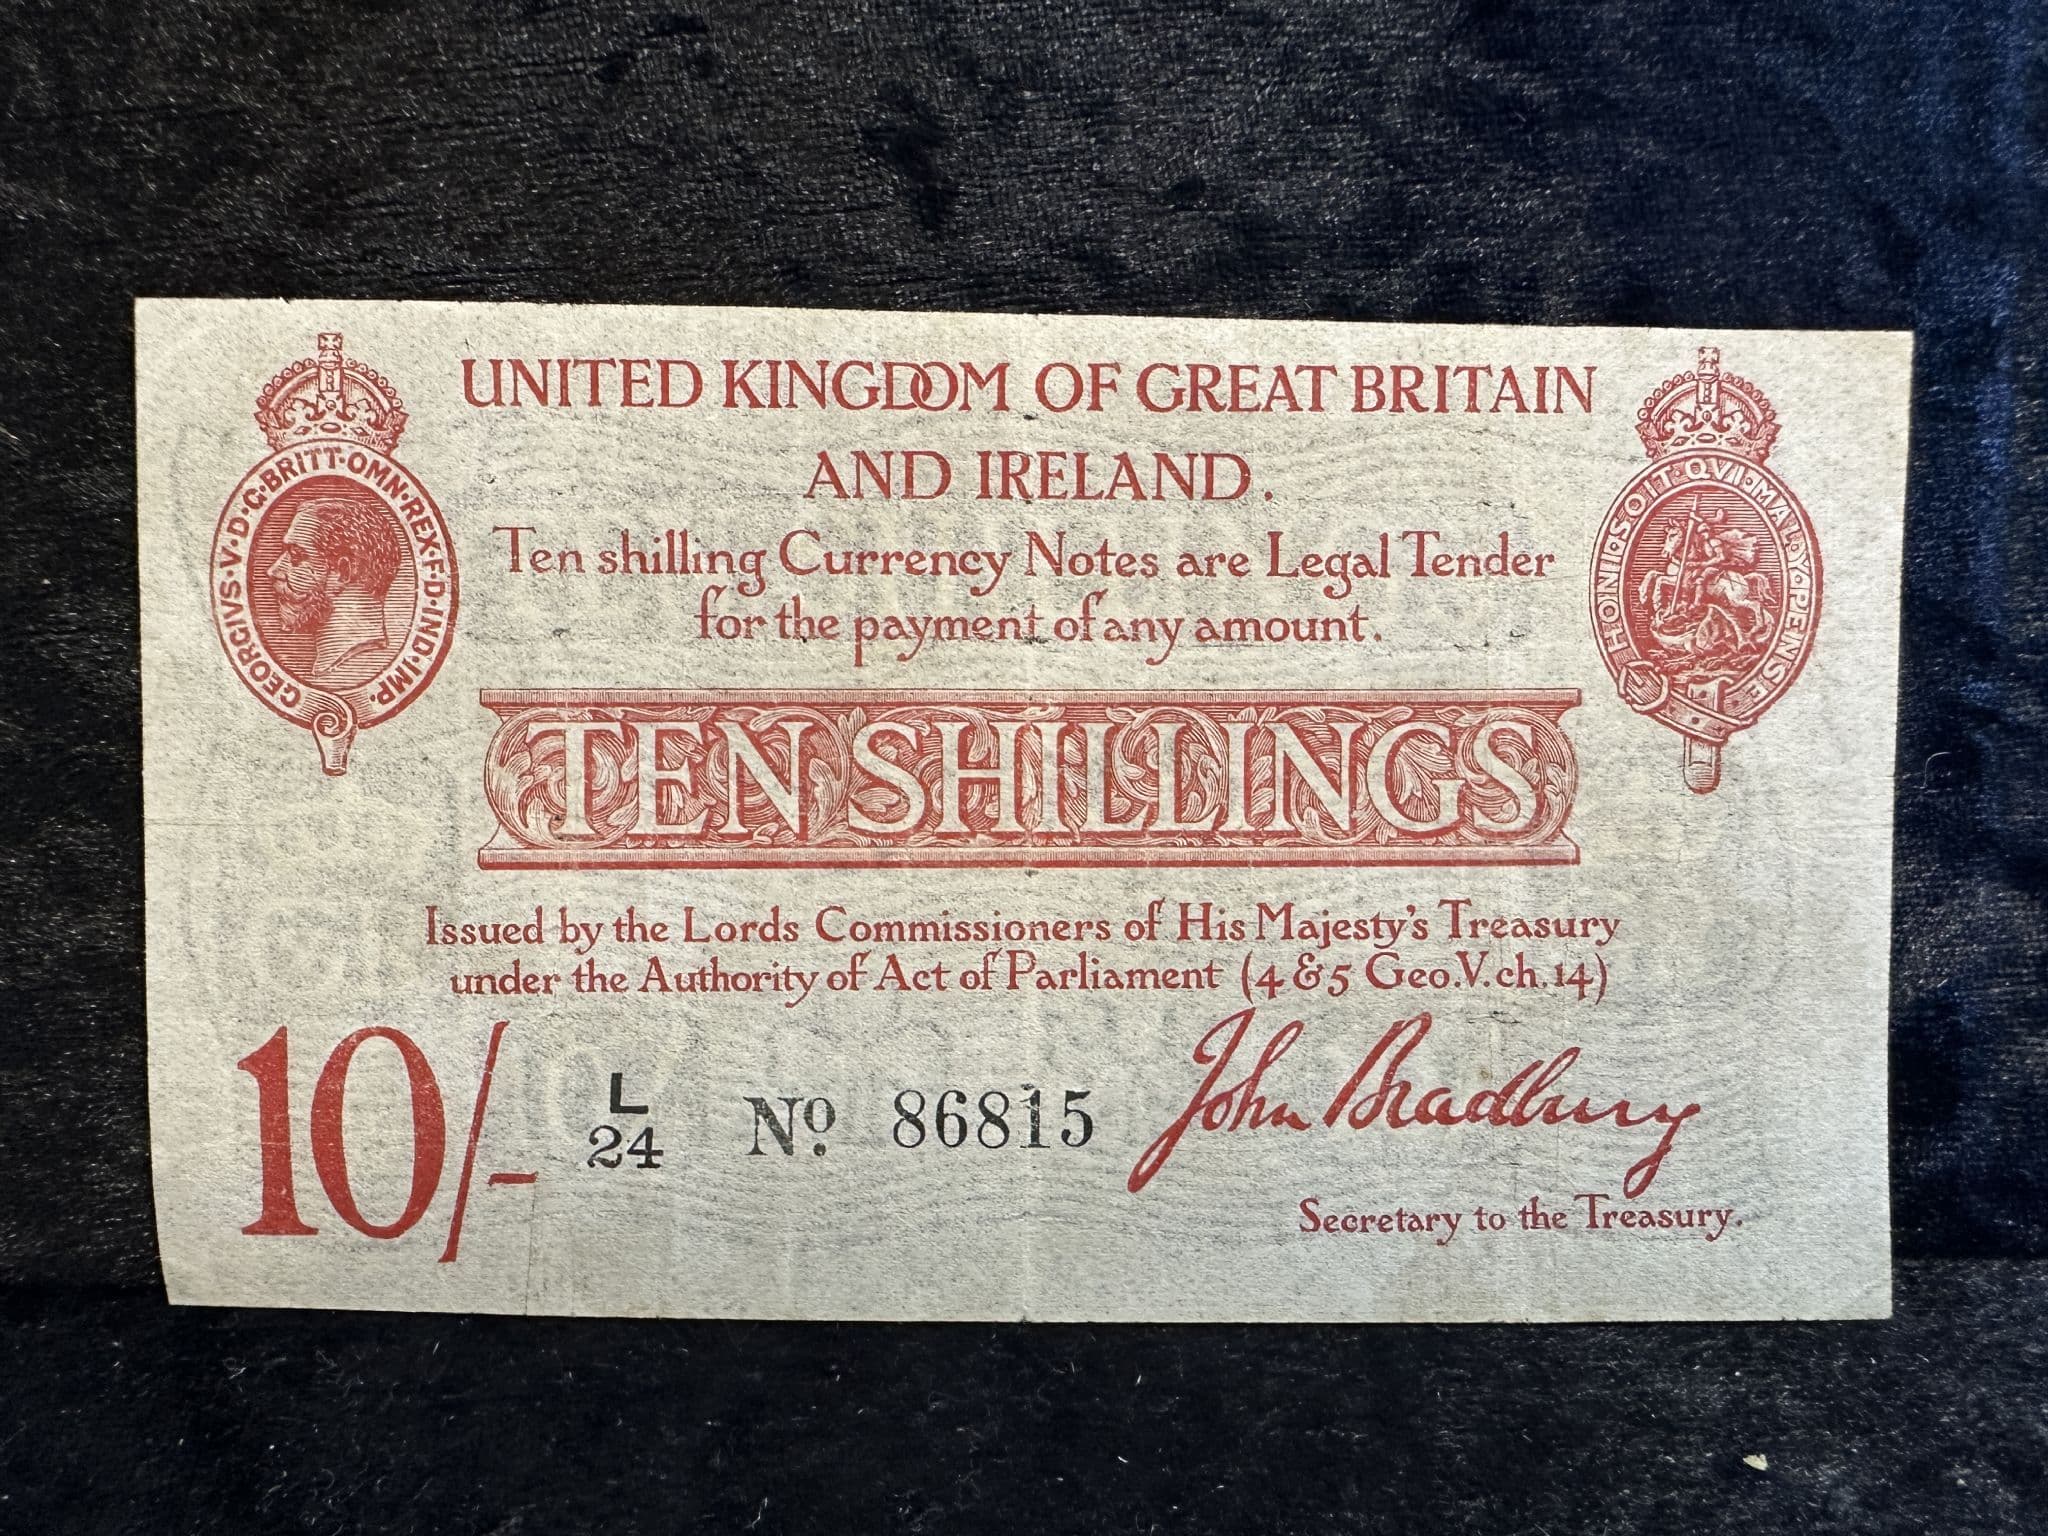 UNITED KINGDOM OF GREAT BRITAIN
AND IRELAND.
GEORGIVS·V·D·G·BRITT·OMN·REX·F·D·IND·IMP.
HONI·SOIT·QVI·MAL·Y·PENSE
Ten shilling Currency Notes are Legal Tender
for the payment of any amount.
TEN SHILLINGS
Issued by the Lords Commissioners of His Majesty's Treasury
under the Authority of Act of Parliament (4 & 5 Geo.V. ch.14)
10/-
L
24
No. 86815
John Bradbury
Secretary to the Treasury.